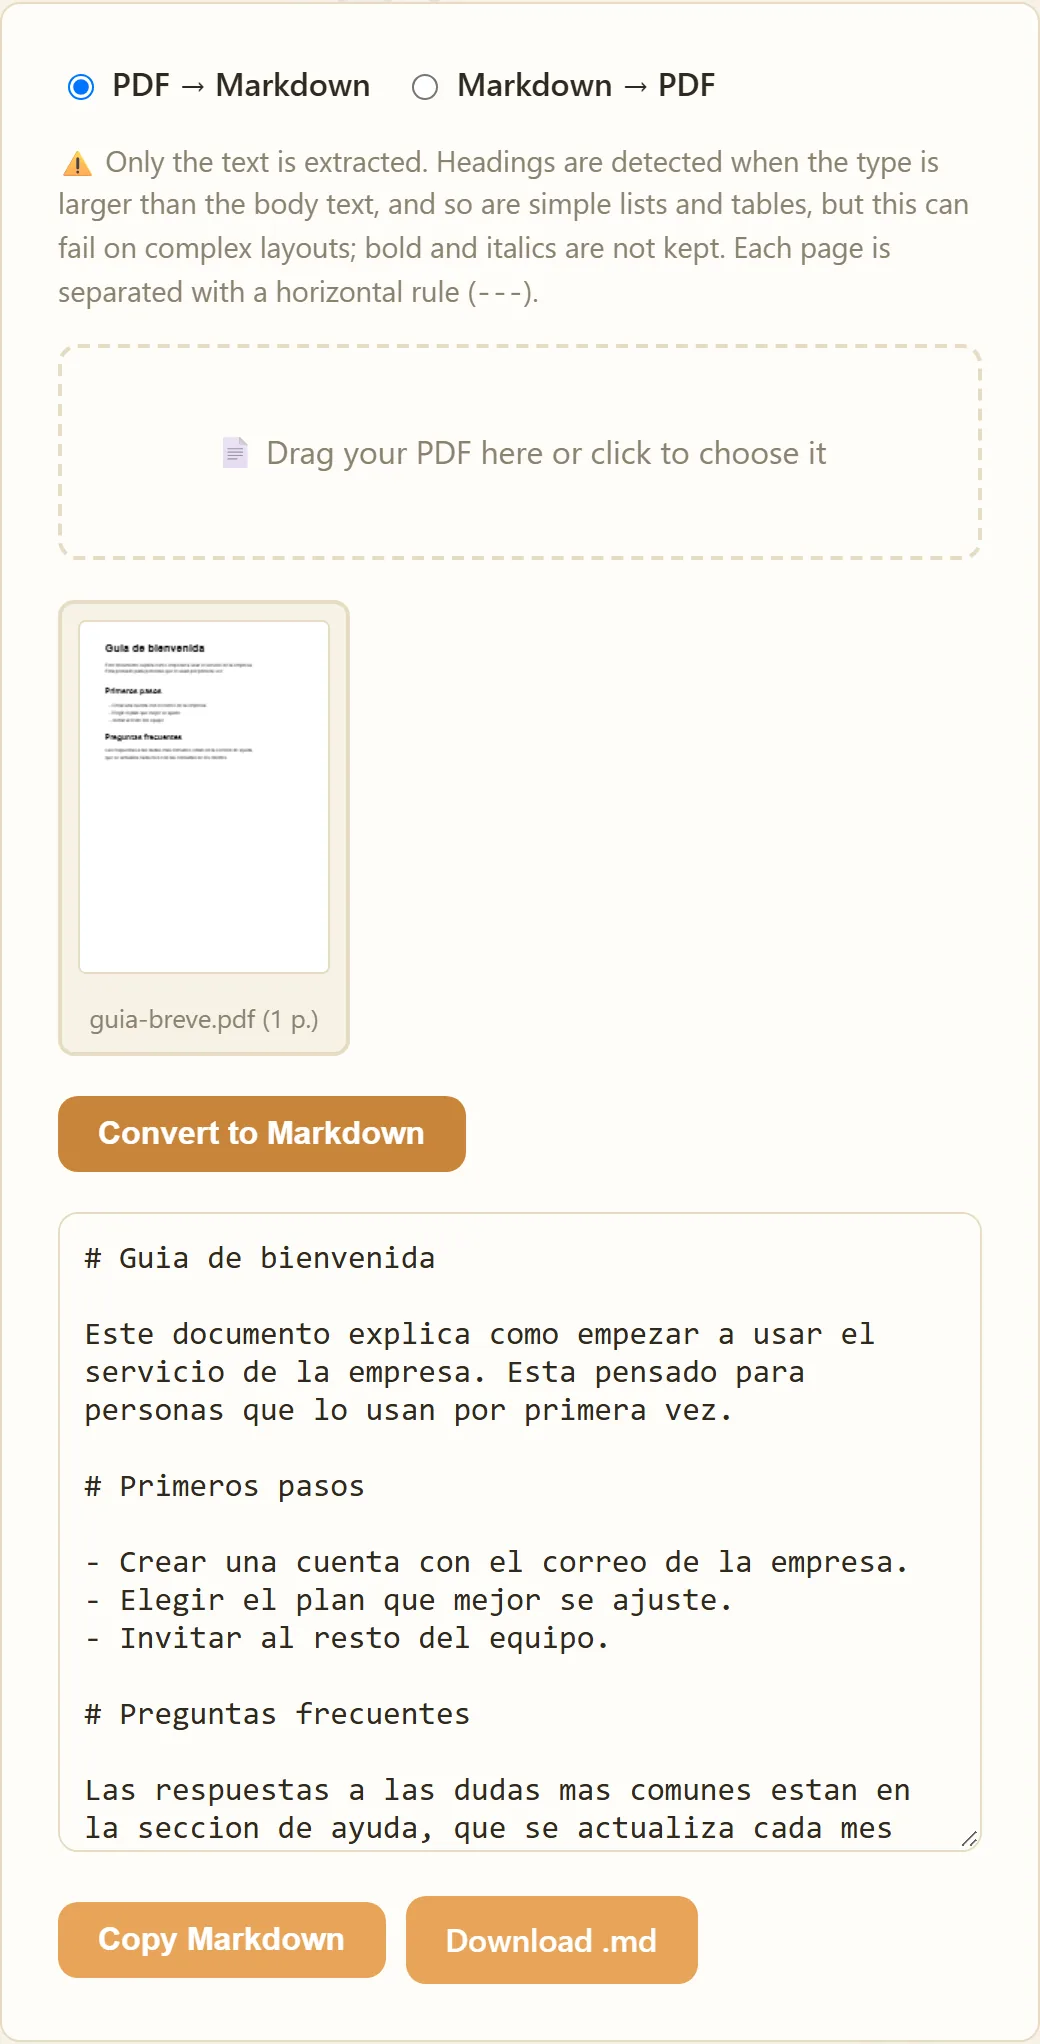 PDF → Markdown
Markdown → PDF
⚠️ Only the text is extracted. Headings are detected when the type is
larger than the body text, and so are simple lists and tables, but this can
fail on complex layouts; bold and italics are not kept. Each page is
separated with a horizontal rule (---).
Drag your PDF here or click to choose it
Guia de bienvenida
Primeros pasos
Preguntas frecuentes
guia-breve.pdf (1 p.)
Convert to Markdown
# Guia de bienvenida
Este documento explica como empezar a usar el
servicio de la empresa. Esta pensado para
personas que lo usan por primera vez.
# Primeros pasos
- Crear una cuenta con el correo de la empresa.
- Elegir el plan que mejor se ajuste.
- Invitar al resto del equipo.
# Preguntas frecuentes
Las respuestas a las dudas mas comunes estan en
la seccion de ayuda, que se actualiza cada mes
Copy Markdown
Download .md